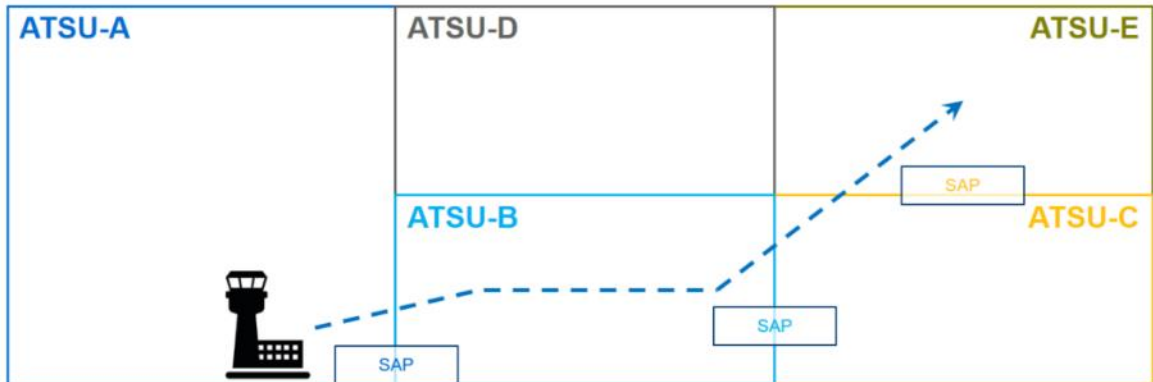 ATSU-A
ATSU-D
ATSU-E
SAP
ATSU-B
ATSU-C
SAP
SAP